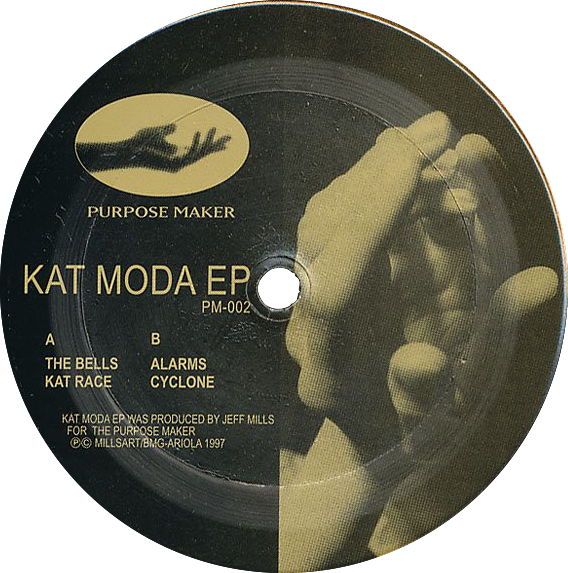 PURPOSE MAKER
KAT MODA EP
PM-002
A B
THE BELLS ALARMS
KAT RACE CYCLONE
KAT MODA EP WAS PRODUCED BY JEFF MILLS
FOR THE PURPOSE MAKER
℗© MILLSART/BMG-ARIOLA 1997